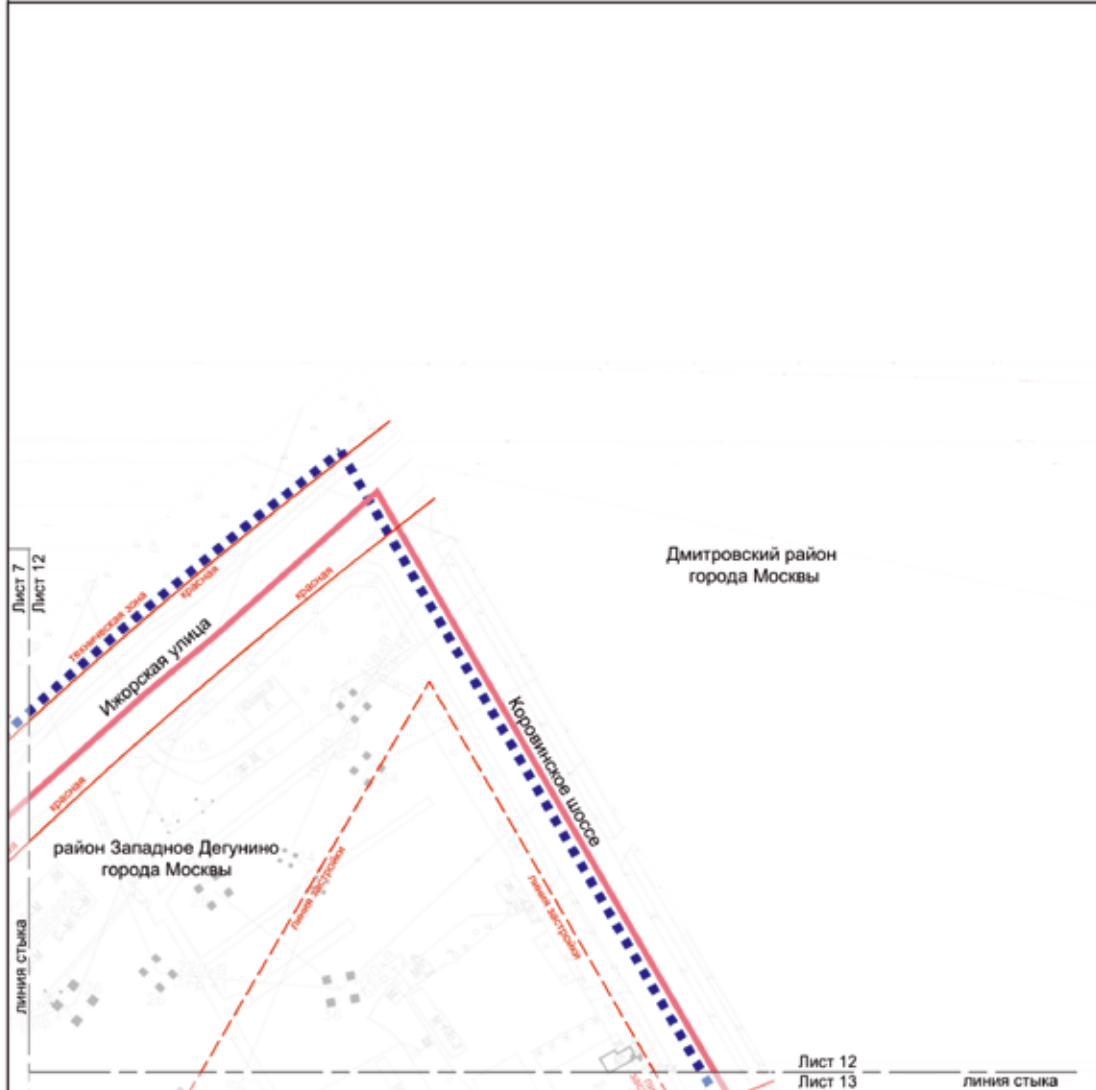 Дмитровский район
города Москвы
Лист 7
Лист 12
техническая зона
красная
красная
Ижорская улица
Коровинское шоссе
красная
район Западное Дегунино
города Москвы
линия застройки
линия застройки
линия стыка
Лист 12
Лист 13
линия стыка